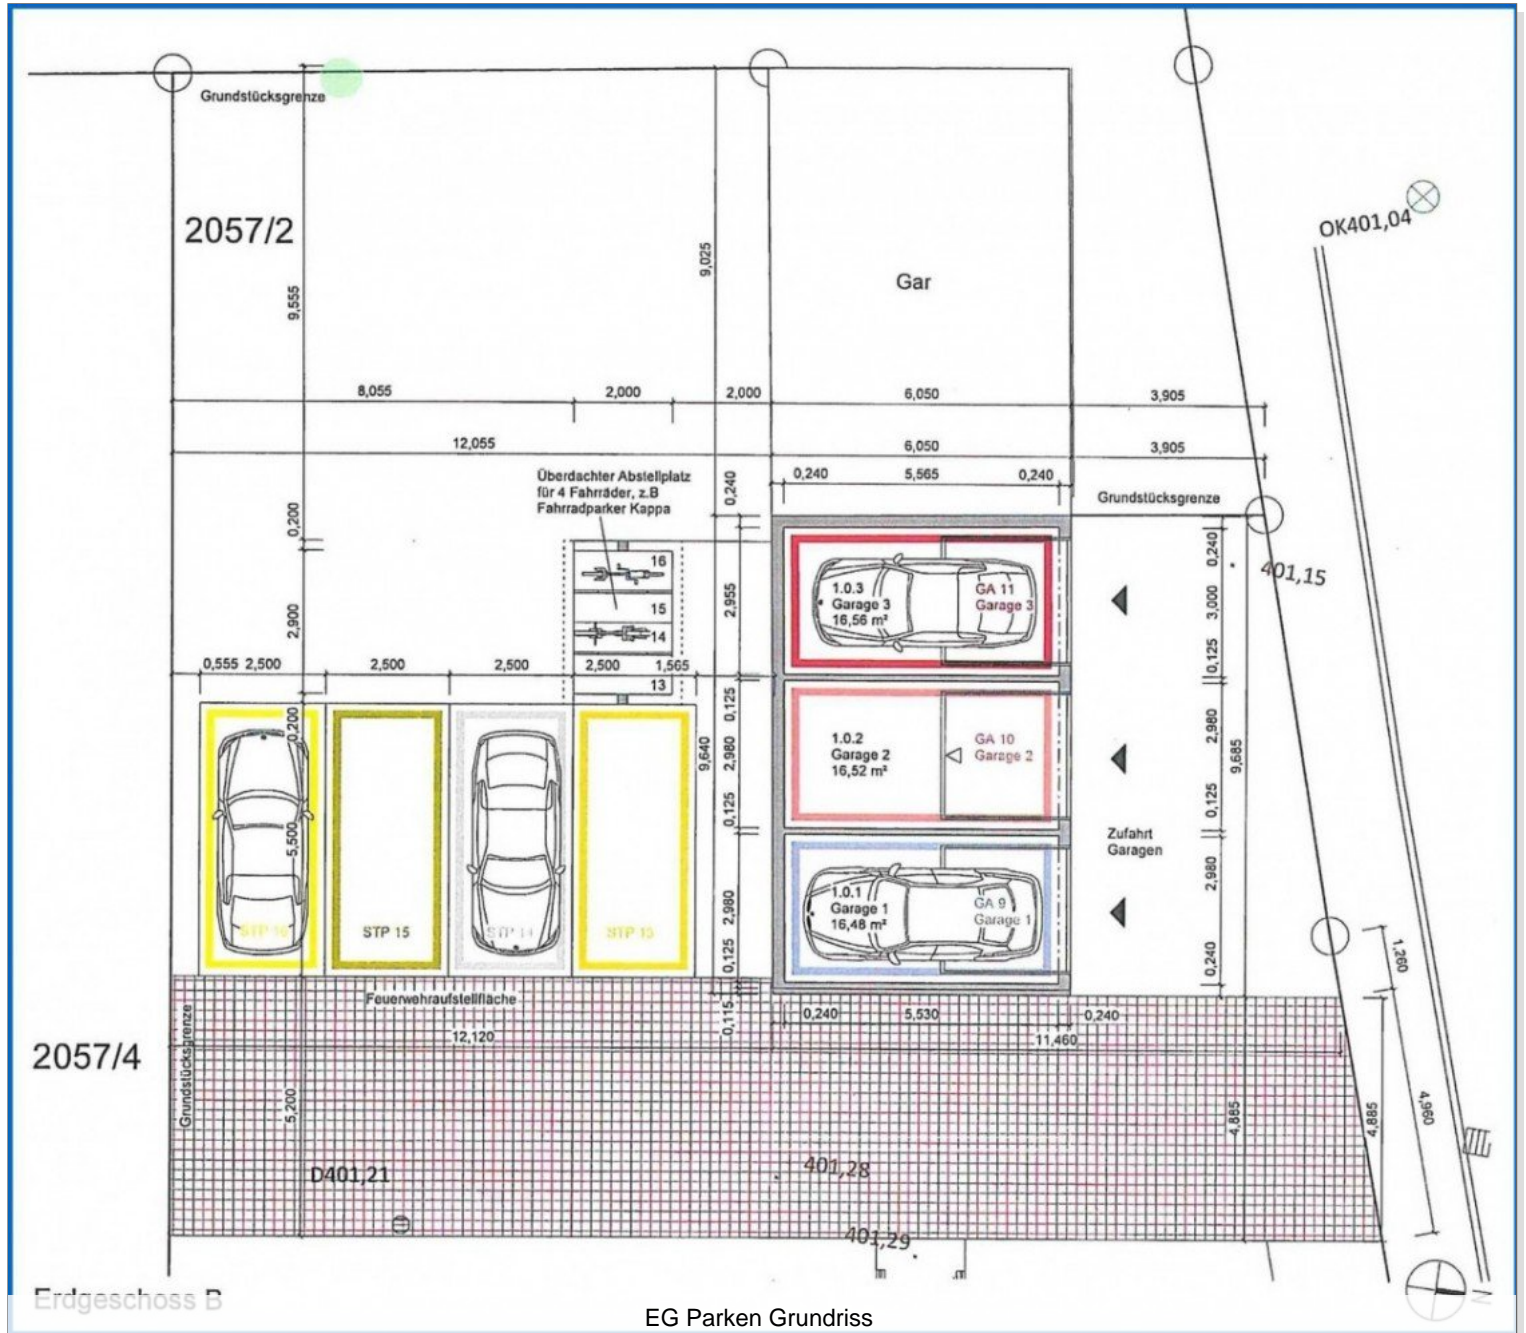 Grundstücksgrenze
2057/2
OK401,04
9,555
9,025
Gar
8,055
2,000
2,000
6,050
3,905
12,055
6,050
3,905
Überdachter Abstellplatz
für 4 Fahrräder, z.B
Fahrradparker Kappa
0,240
0,240
5,565
0,240
Grundstücksgrenze
0,200
401,15
16
15
14
13
2,900
2,955
1.0.3
Garage 3
16,56 m²
GA 11
Garage 3
0,240
3,000
0,125
0,555
2,500
2,500
2,500
2,500
1,565
0,200
0,125
9,640
2,980
0,125
1.0.2
Garage 2
16,52 m²
GA 10
Garage 2
2,980
9,685
0,125
Zufahrt
Garagen
5,500
2,980
0,125
1.0.1
Garage 1
16,48 m²
GA 9
Garage 1
2,980
0,240
STP 16
STP 15
STP 14
STP 13
1,260
Feuerwehraufstellfläche
0,115
0,240
5,530
0,240
12,120
11,460
2057/4
Grundstücksgrenze
5,200
4,885
4,885
4,960
D401,21
401,28
401,29
Erdgeschoss B
N
EG Parken Grundriss